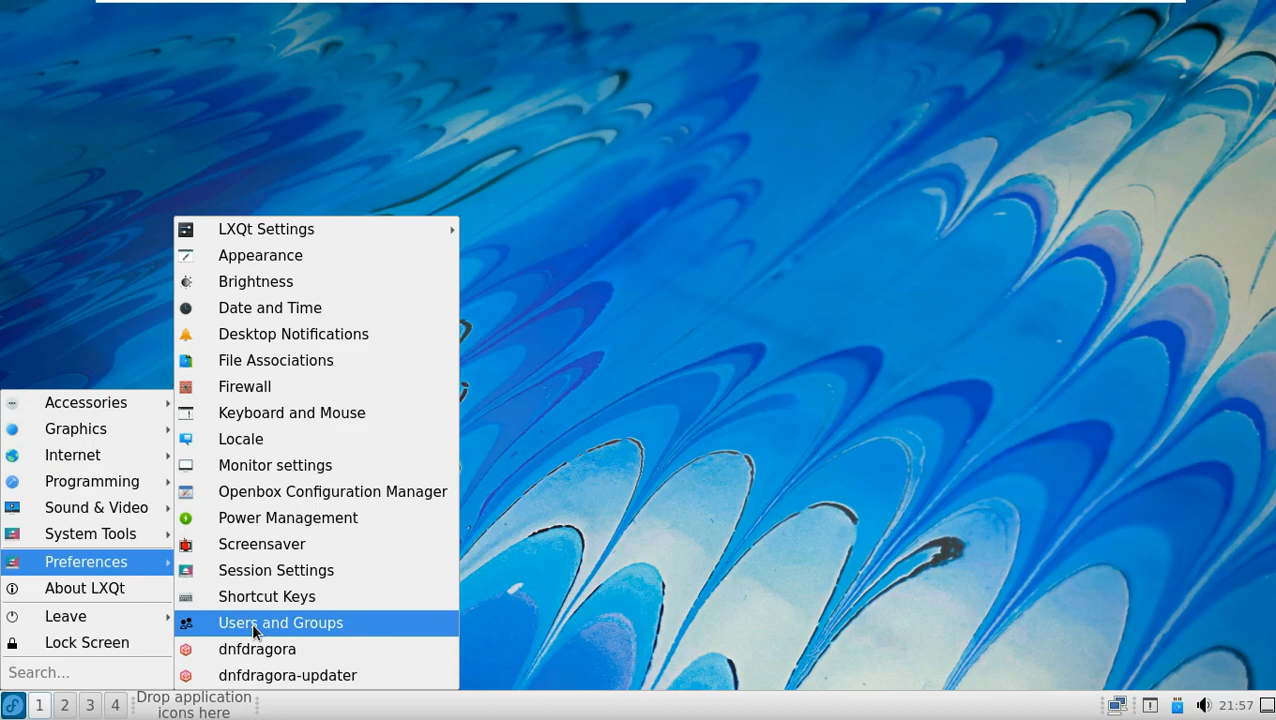 LXQt Settings
Appearance
Brightness
Date and Time
Desktop Notifications
File Associations
Firewall
Keyboard and Mouse
Locale
Monitor settings
Openbox Configuration Manager
Power Management
Screensaver
Session Settings
Shortcut Keys
Users and Groups
dnfdragora
dnfdragora-updater
Accessories
Graphics
Internet
Programming
Sound & Video
System Tools
Preferences
About LXQt
Leave
Lock Screen
Search...
1 2 3 4
Drop application
icons here
21:57